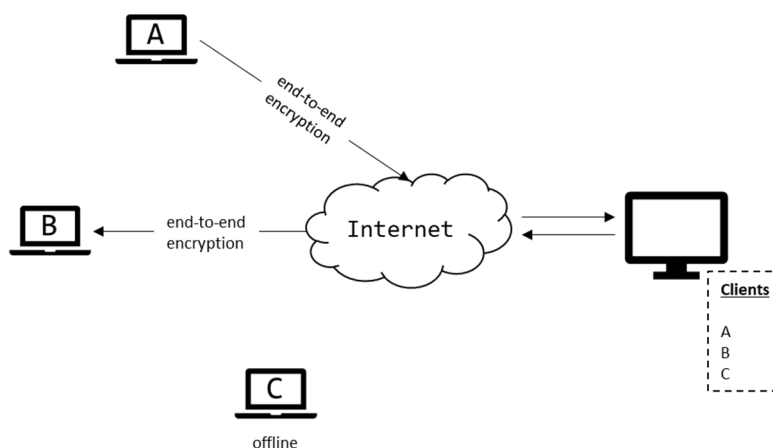 A
end-to-end
encryption
B
end-to-end
encryption
Internet
Clients
A
B
C
C
offline